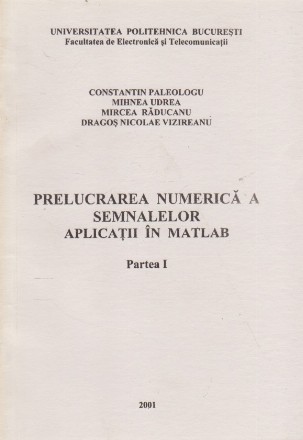 UNIVERSITATEA POLITEHNICA BUCUREŞTI
Facultatea de Electronică şi Telecomunicaţii
CONSTANTIN PALEOLOGU
MIHNEA UDREA
MIRCEA RĂDUCANU
DRAGOŞ NICOLAE VIZIREANU
PRELUCRAREA NUMERICĂ A
SEMNALELOR
APLICAŢII ÎN MATLAB
Partea I
2001